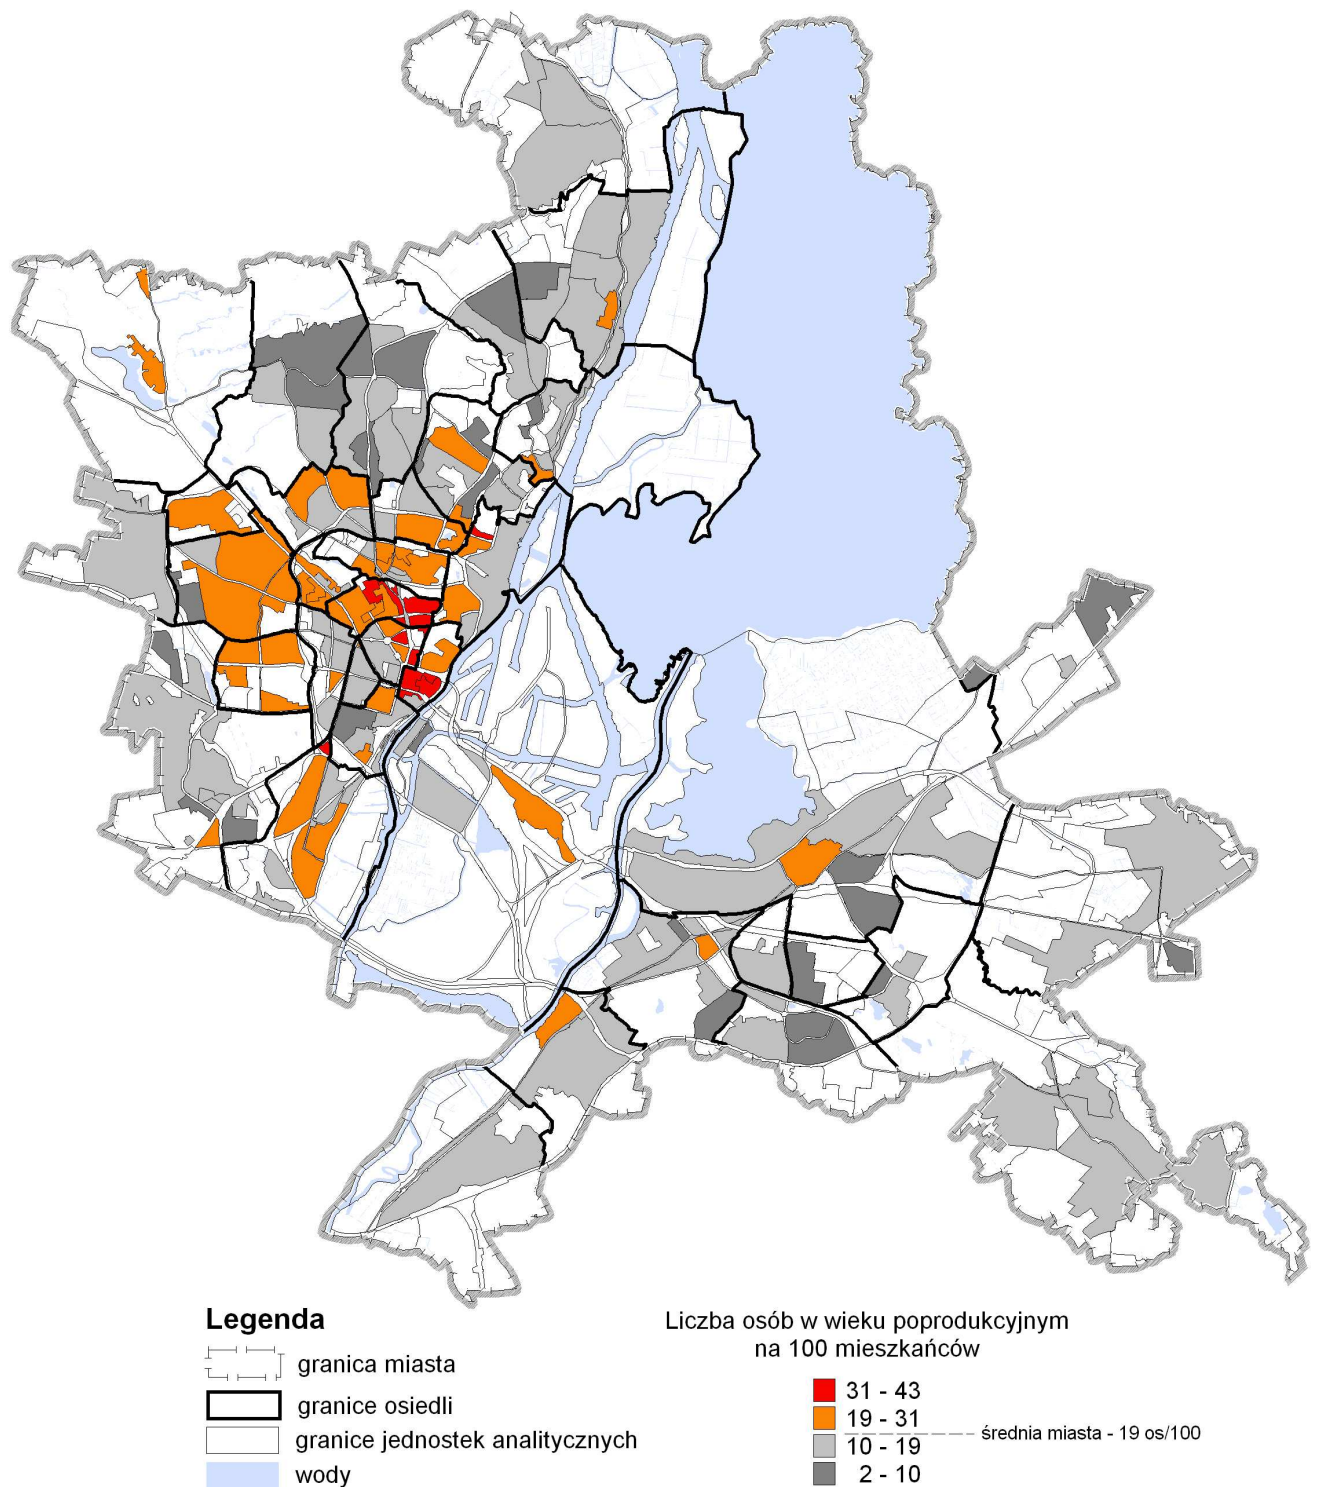 Legenda
granica miasta
granice osiedli
granice jednostek analitycznych
wody
Liczba osób w wieku poprodukcyjnym
na 100 mieszkańców
31 - 43
19 - 31
średnia miasta - 19 os/100
10 - 19
2 - 10